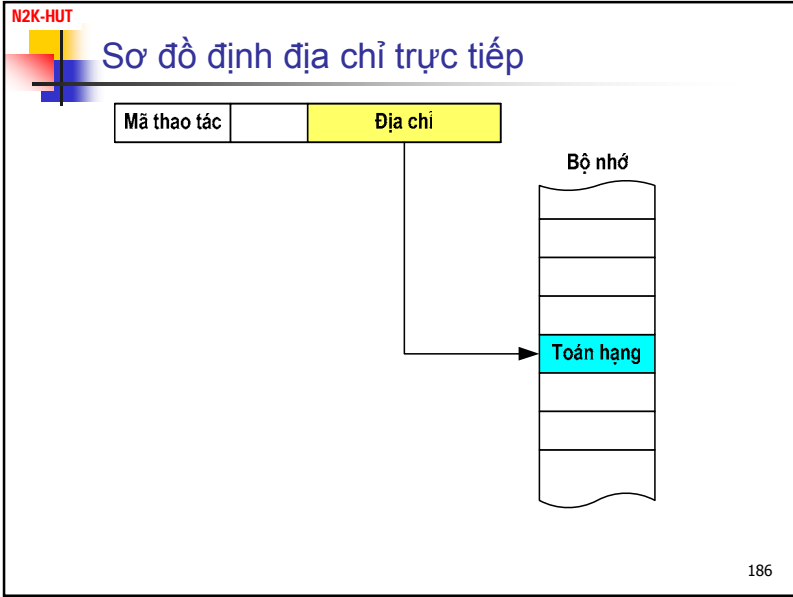 N2K-HUT
Sơ đồ định địa chỉ trực tiếp
Mã thao tác Địa chỉ
Bộ nhớ
Toán hạng
186